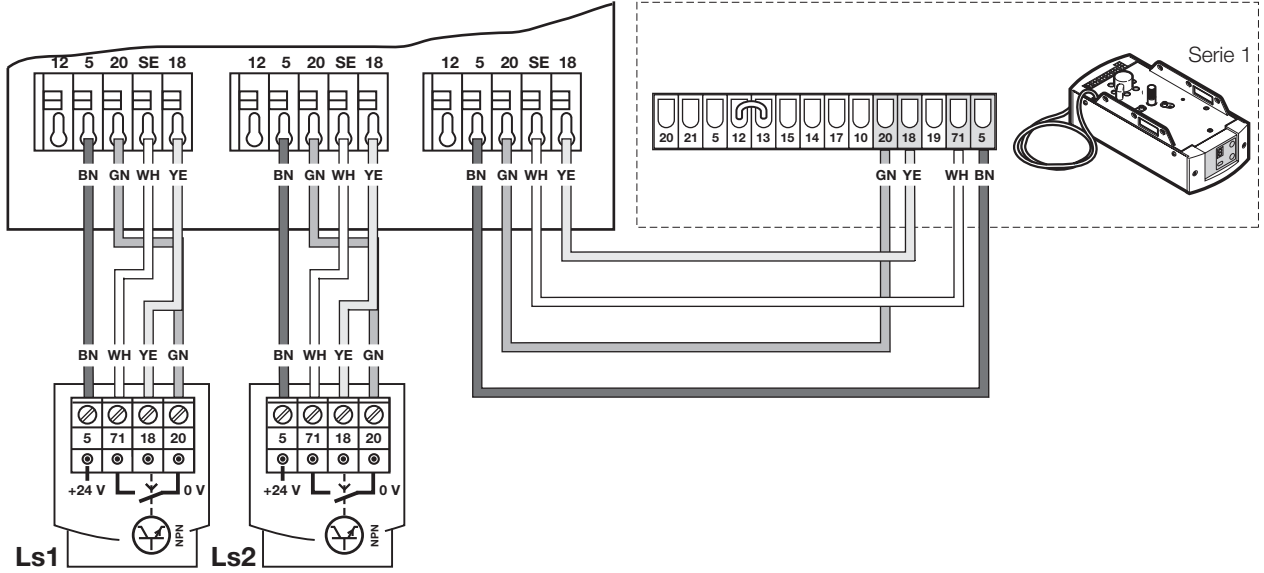 12 5 20 SE 18
12 5 20 SE 18
12 5 20 SE 18
Serie 1
20 21 5 12 13 15 14 17 10 20 18 19 71 5
BN GN WH YE
BN GN WH YE
BN GN WH YE
GN YE WH BN
BN WH YE GN
BN WH YE GN
5 71 18 20
5 71 18 20
+24 V 0 V
+24 V 0 V
NPN
NPN
Ls1
Ls2